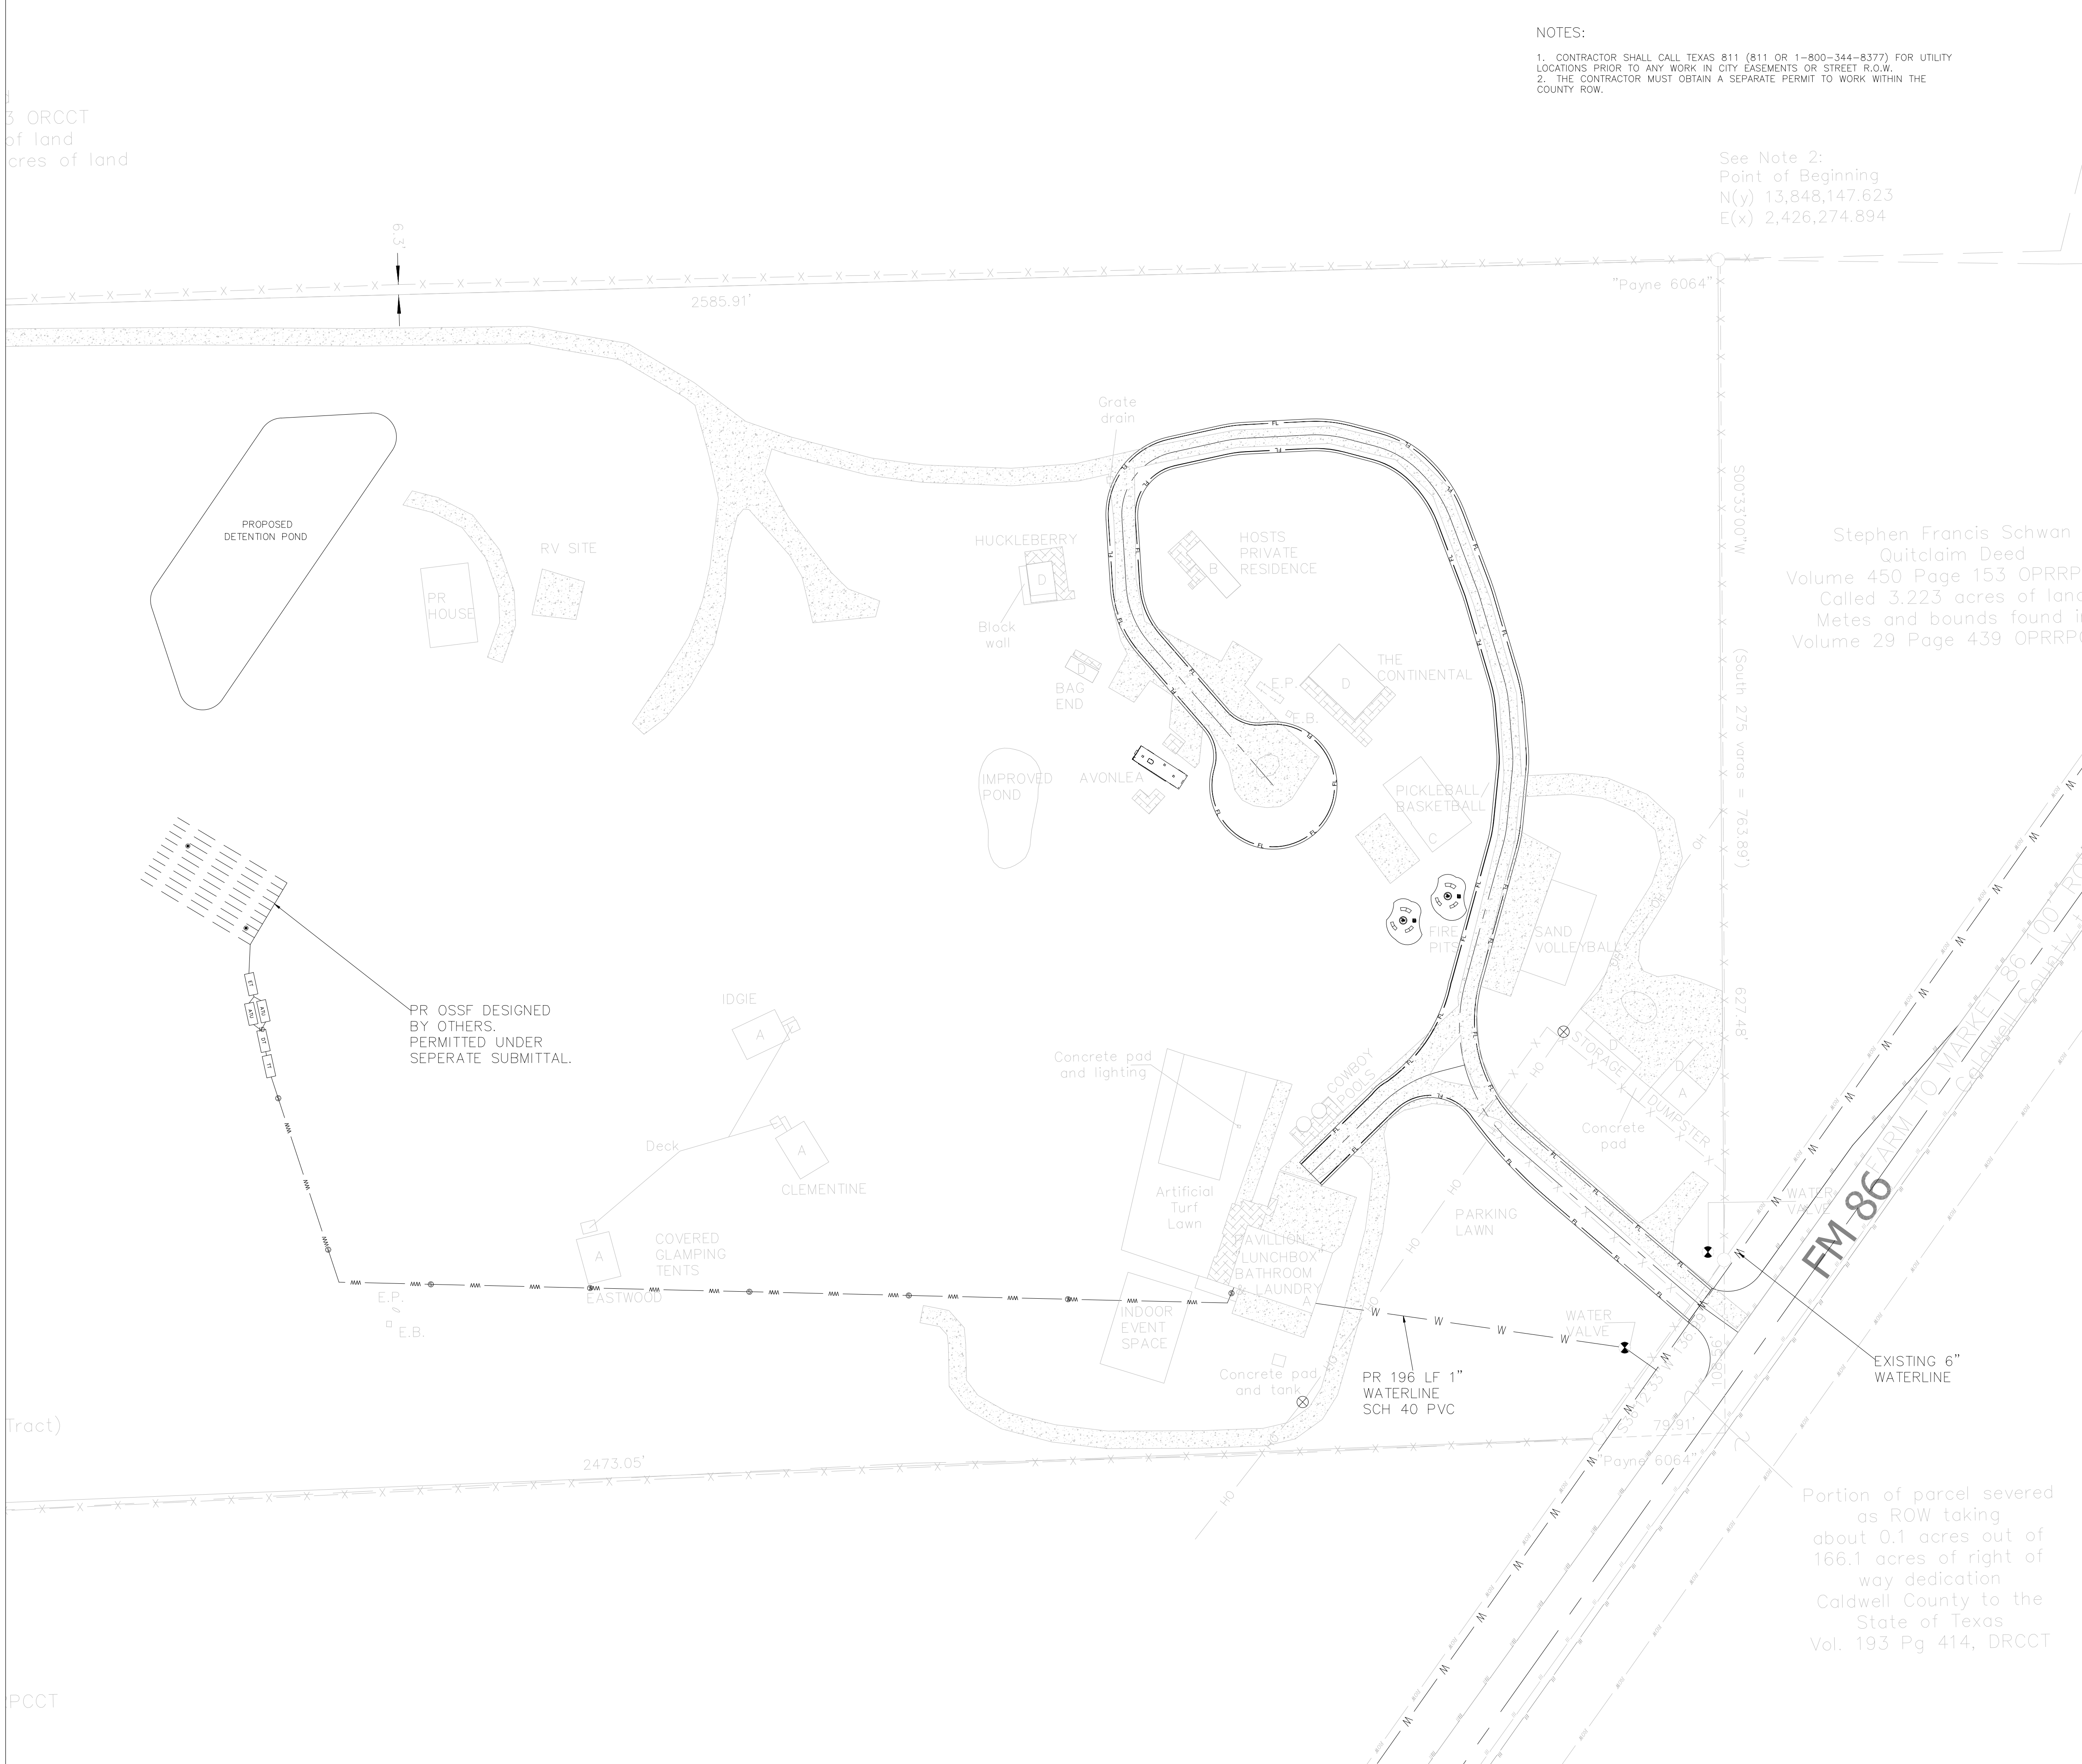 NOTES:
1. CONTRACTOR SHALL CALL TEXAS 811 (811 OR 1-800-344-8377) FOR UTILITY
LOCATIONS PRIOR TO ANY WORK IN CITY EASEMENTS OR STREET R.O.W.
2. THE CONTRACTOR MUST OBTAIN A SEPARATE PERMIT TO WORK WITHIN THE
COUNTY ROW.
3 ORCCT
of land
cres of land
See Note 2:
Point of Beginning
N(y) 13,848,147.623
E(x) 2,426,274.894
6.3'
2585.91'
"Payne 6064"
Grate
drain
S00°33'00"W
(South 275 varas = 763.89')
627.48'
Stephen Francis Schwan
Quitclaim Deed
Volume 450 Page 153 OPRRP
Called 3.223 acres of land
Metes and bounds found i
Volume 29 Page 439 OPRRP
PROPOSED
DETENTION POND
PR
HOUSE
RV SITE
HUCKLEBERRY
D
Block
wall
HOSTS
PRIVATE
RESIDENCE
B
D
BAG
END
E.P.
E.B.
D
THE
CONTINENTAL
IMPROVED
POND
AVONLEA
PICKLEBALL
BASKETBALL
C
FIRE
PITS
SAND
VOLLEYBALL
PR OSSF DESIGNED
BY OTHERS.
PERMITTED UNDER
SEPERATE SUBMITTAL.
ET
ATU
ATU
DT
TT
IDGIE
A
Deck
A
CLEMENTINE
COVERED
GLAMPING
TENTS
A
EASTWOOD
E.P.
E.B.
Concrete pad
and lighting
COWBOY
POOLS
Artificial
Turf
Lawn
STORAGE
D
D
A
DUMPSTER
Concrete
pad
PAVILLION
"LUNCHBOX"
BATHROOM
& LAUNDRY
A
INDOOR
EVENT
SPACE
PARKING
LAWN
WATER
VALVE
WATER
VALVE
Concrete pad
and tank
PR 196 LF 1"
WATERLINE
SCH 40 PVC
EXISTING 6"
WATERLINE
FM 86
FARM TO MARKET 86 100' RO
Caldwell County
79.91'
"Payne 6064"
2473.05'
Tract)
Portion of parcel severed
as ROW taking
about 0.1 acres out of
166.1 acres of right of
way dedication
Caldwell County to the
State of Texas
Vol. 193 Pg 414, DRCCT
PCCT